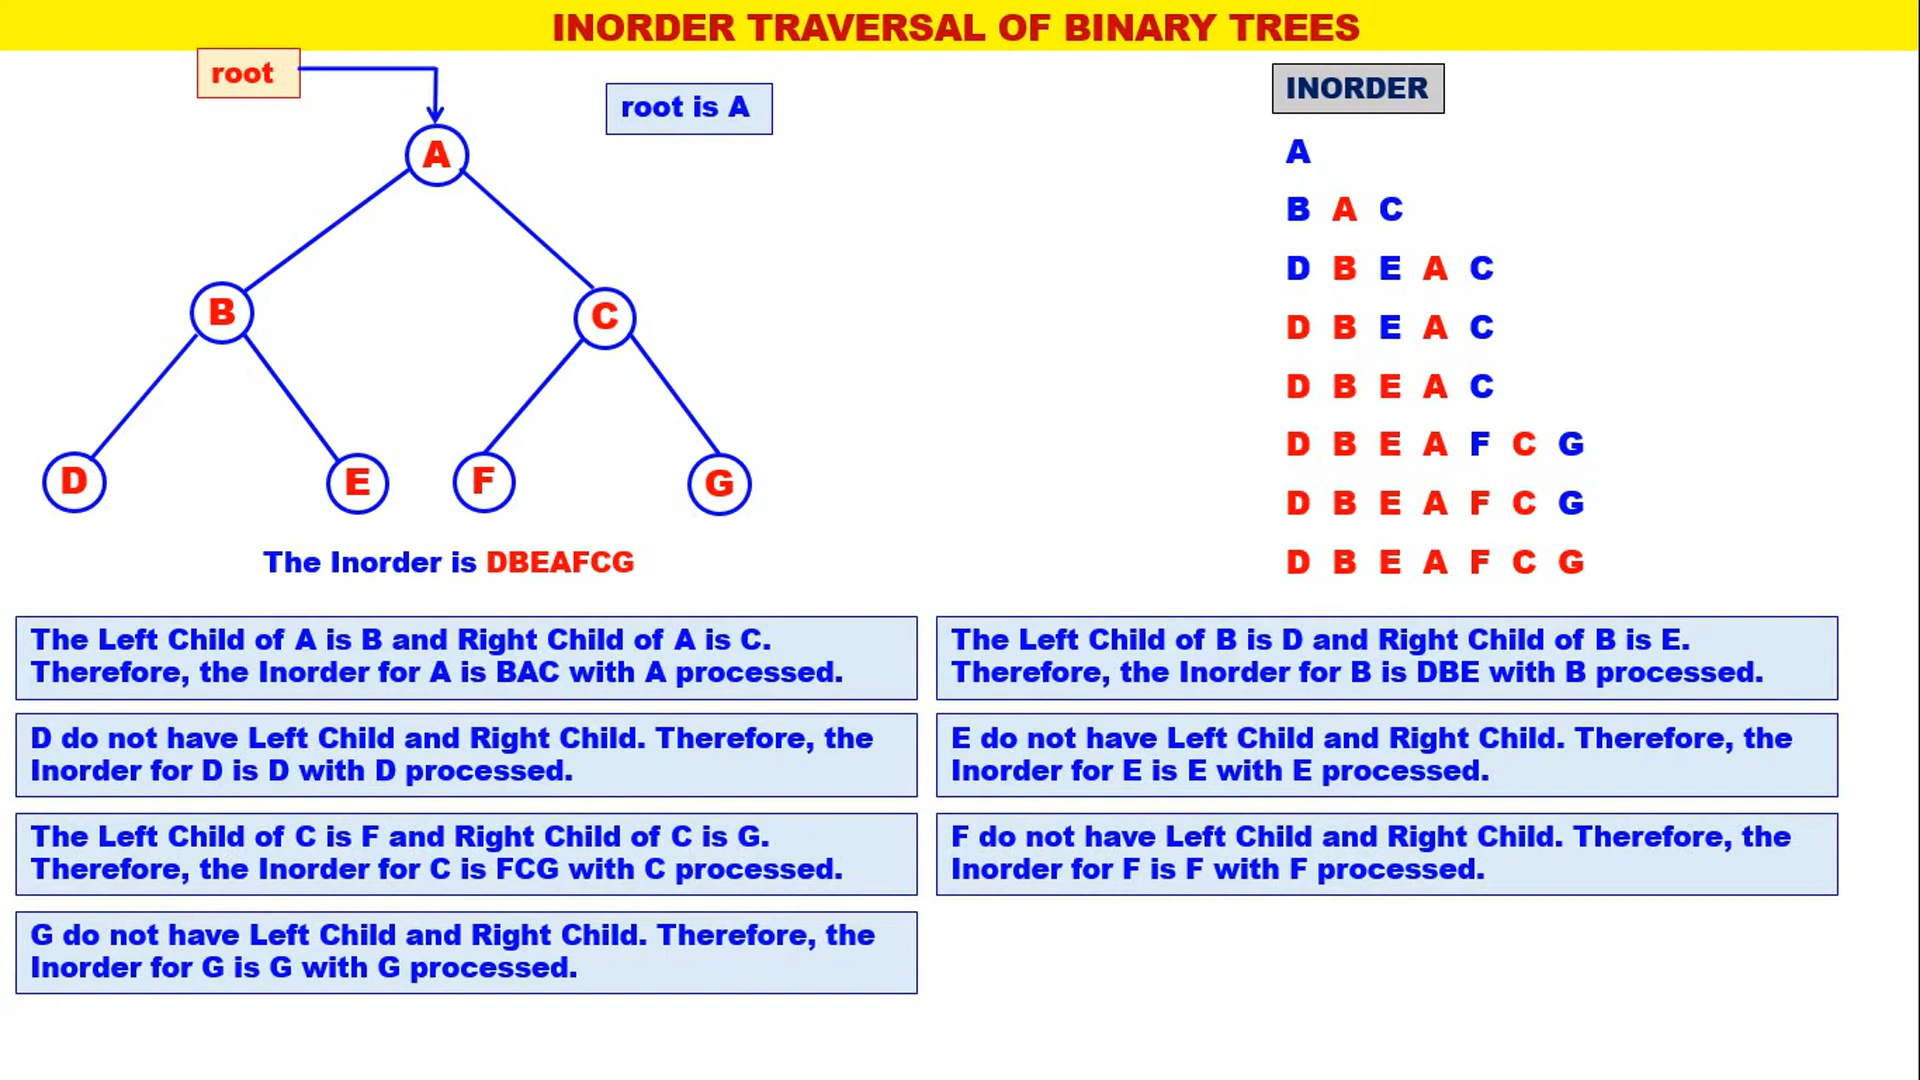 INORDER TRAVERSAL OF BINARY TREES
root
root is A
A
B
C
D
E
F
G
The Inorder is DBEAFCG
INORDER
A
B A C
D B E A C
D B E A C
D B E A C
D B E A F C G
D B E A F C G
D B E A F C G
The Left Child of A is B and Right Child of A is C.
Therefore, the Inorder for A is BAC with A processed.
The Left Child of B is D and Right Child of B is E.
Therefore, the Inorder for B is DBE with B processed.
D do not have Left Child and Right Child. Therefore, the
Inorder for D is D with D processed.
E do not have Left Child and Right Child. Therefore, the
Inorder for E is E with E processed.
The Left Child of C is F and Right Child of C is G.
Therefore, the Inorder for C is FCG with C processed.
F do not have Left Child and Right Child. Therefore, the
Inorder for F is F with F processed.
G do not have Left Child and Right Child. Therefore, the
Inorder for G is G with G processed.